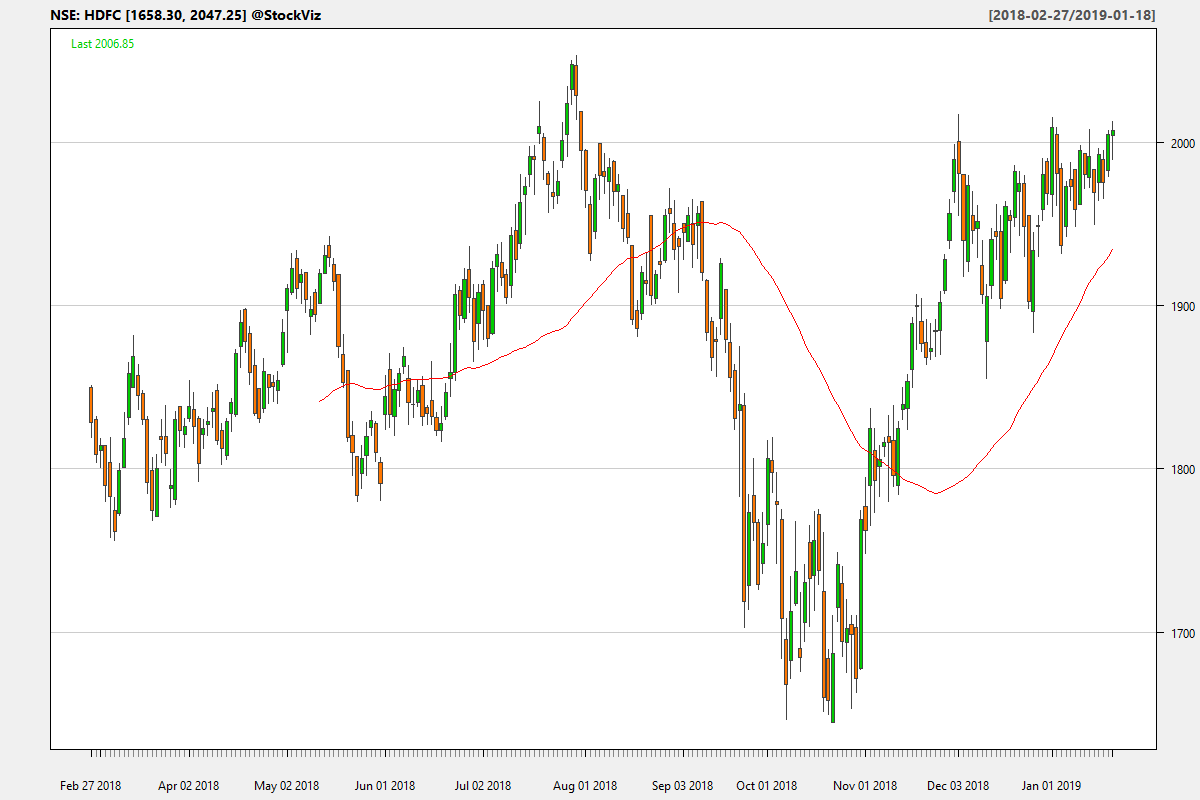 NSE: HDFC [1658.30, 2047.25] @StockViz
[2018-02-27/2019-01-18]
Last 2006.85
2000
1900
1800
1700
Feb 27 2018 Apr 02 2018 May 02 2018 Jun 01 2018 Jul 02 2018 Aug 01 2018 Sep 03 2018 Oct 01 2018 Nov 01 2018 Dec 03 2018 Jan 01 2019